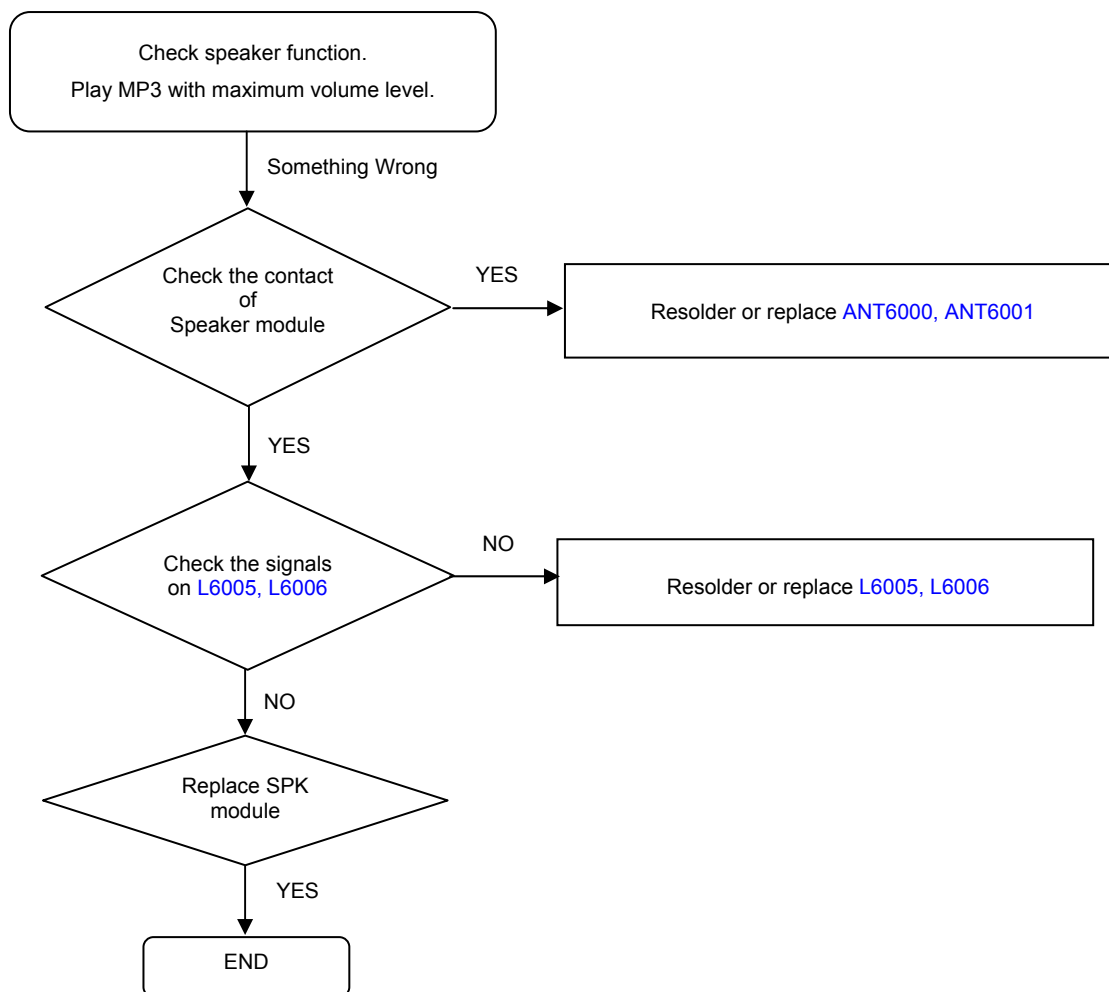 Check speaker function.
Play MP3 with maximum volume level.
Something Wrong
Check the contact
of
Speaker module
YES
Resolder or replace ANT6000, ANT6001
YES
Check the signals
on L6005, L6006
NO
Resolder or replace L6005, L6006
NO
Replace SPK
module
YES
END